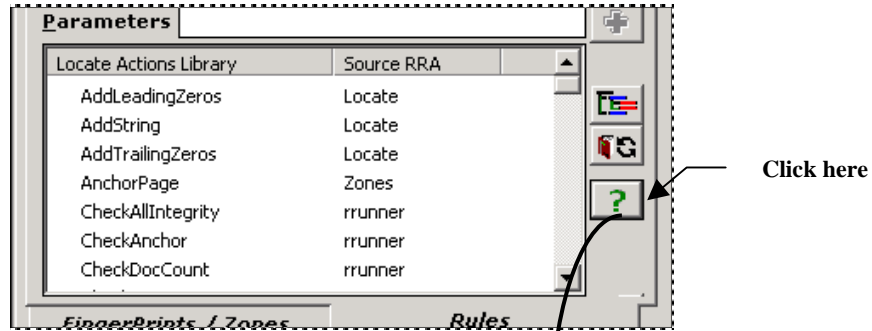 Parameters
Locate Actions Library Source RRA
AddLeadingZeros Locate
AddString Locate
AddTrailingZeros Locate
AnchorPage Zones
CheckAllIntegrity rrunner
CheckAnchor rrunner
CheckDocCount rrunner
FingerPrints / Zones Rules
?
Click here